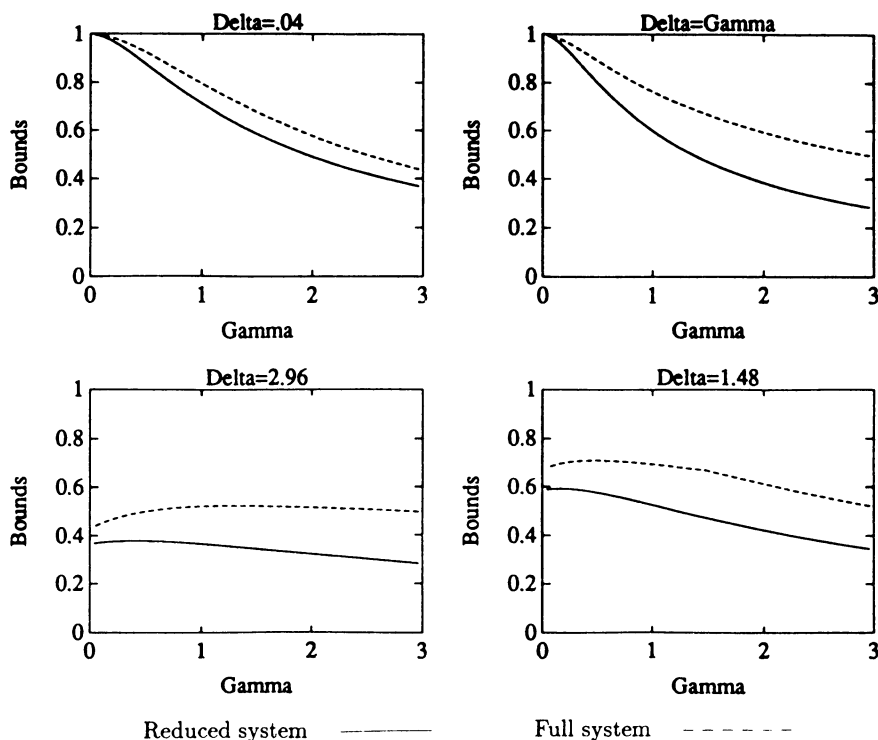 Delta=.04
Delta=Gamma
1
0.8
0.6
0.4
0.2
0
Bounds
0 1 2 3
Gamma
1
0.8
0.6
0.4
0.2
0
Bounds
0 1 2 3
Gamma
Delta=2.96
Delta=1.48
1
0.8
0.6
0.4
0.2
0
Bounds
0 1 2 3
Gamma
1
0.8
0.6
0.4
0.2
0
Bounds
0 1 2 3
Gamma
Reduced system
Full system